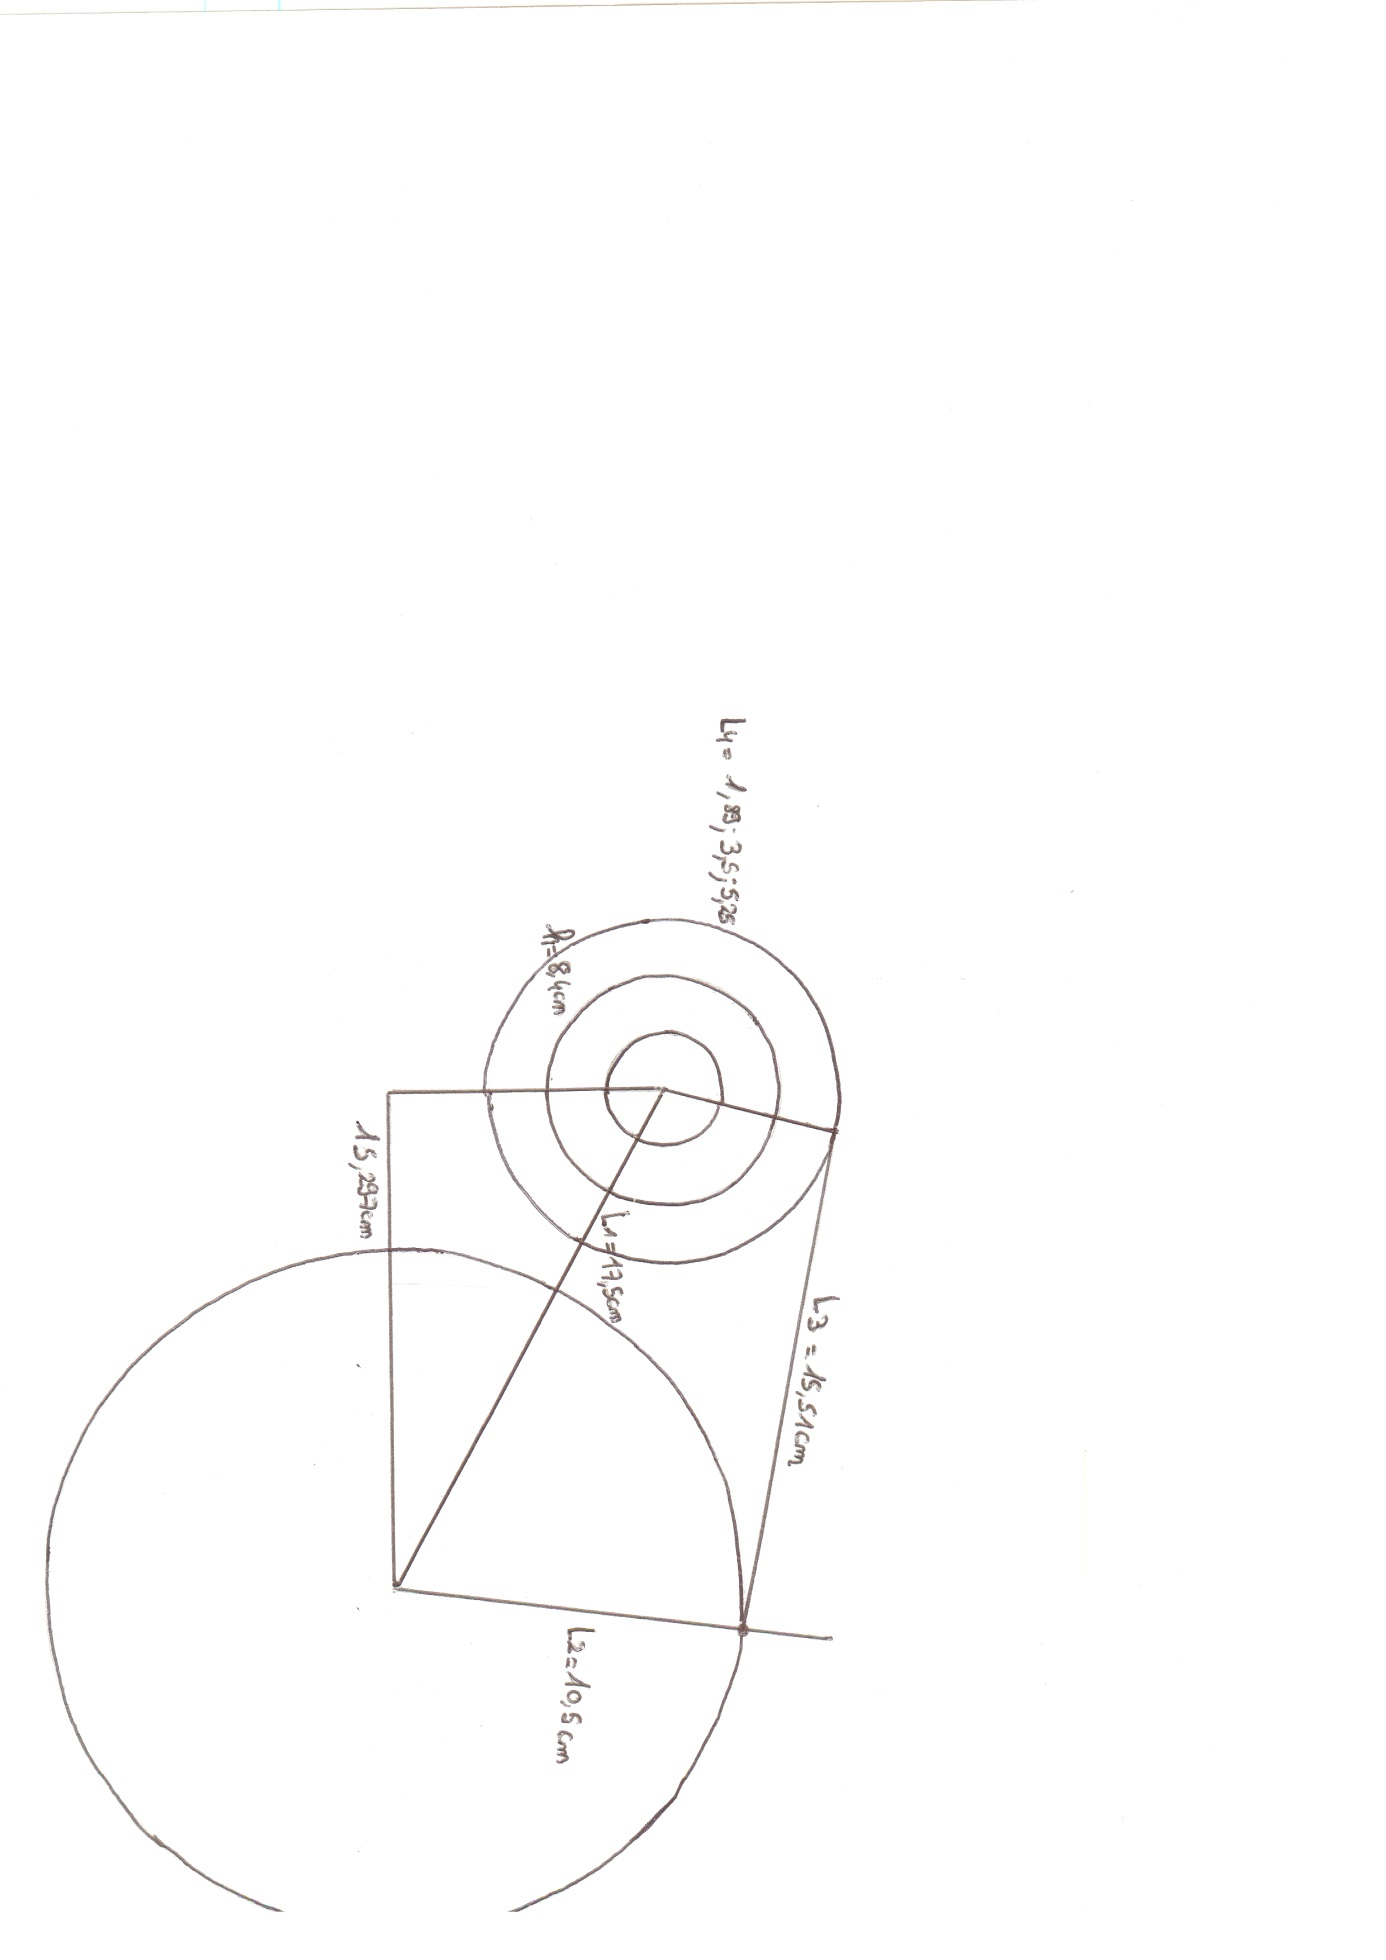 L4 = 1,89; 3,5; 5,25
h = 8,4cm
15,297cm
L1 = 17,5cm
L3 = 15,51cm
L2 = 10,5cm